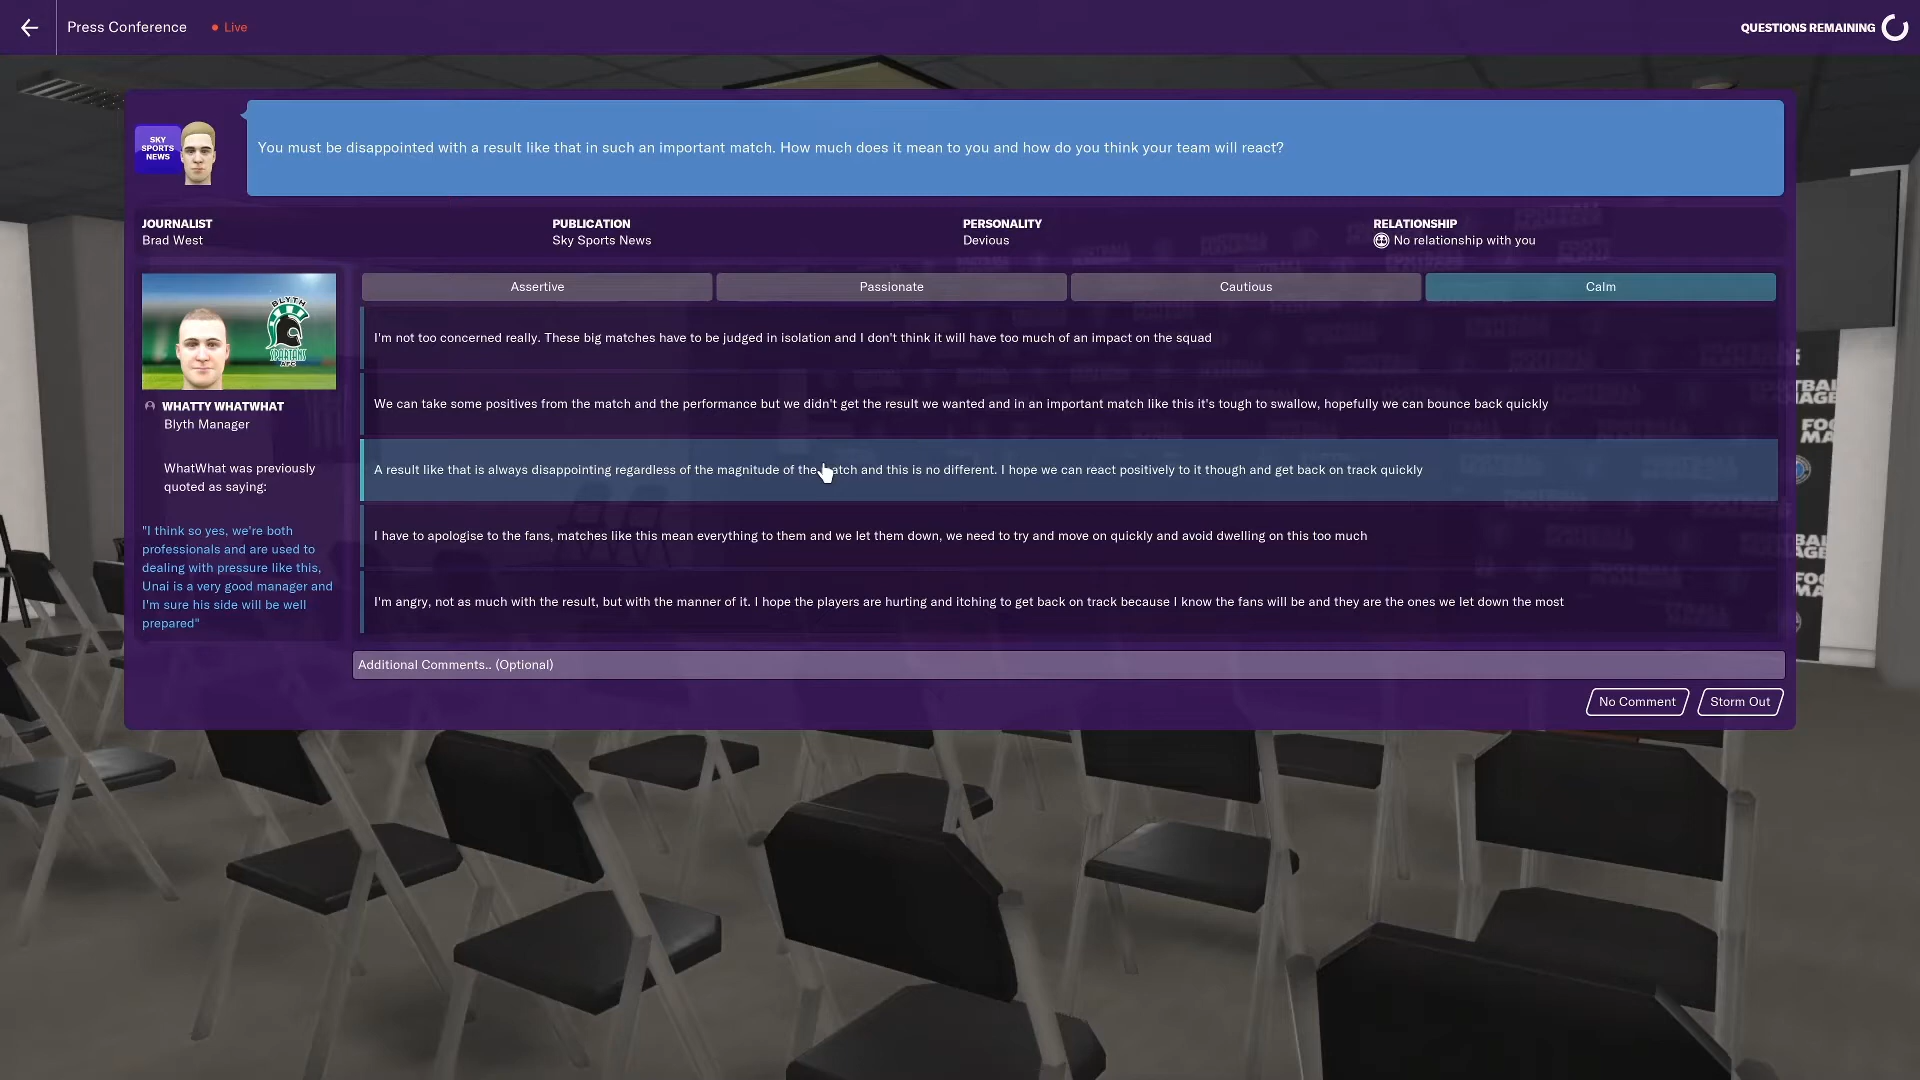 Press Conference
Live
QUESTIONS REMAINING
SKY
SPORTS
NEWS
You must be disappointed with a result like that in such an important match. How much does it mean to you and how do you think your team will react?
JOURNALIST
Brad West
PUBLICATION
Sky Sports News
PERSONALITY
Devious
RELATIONSHIP
No relationship with you
BLYTH
SPARTANS
AFC
WHATTY WHATWHAT
Blyth Manager
WhatWhat was previously
quoted as saying:
"I think so yes, we're both
professionals and are used to
dealing with pressure like this,
Unai is a very good manager and
I'm sure his side will be well
prepared"
Assertive
Passionate
Cautious
Calm
I'm not too concerned really. These big matches have to be judged in isolation and I don't think it will have too much of an impact on the squad
We can take some positives from the match and the performance but we didn't get the result we wanted and in an important match like this it's tough to swallow, hopefully we can bounce back quickly
A result like that is always disappointing regardless of the magnitude of the match and this is no different. I hope we can react positively to it though and get back on track quickly
I have to apologise to the fans, matches like this mean everything to them and we let them down, we need to try and move on quickly and avoid dwelling on this too much
I'm angry, not as much with the result, but with the manner of it. I hope the players are hurting and itching to get back on track because I know the fans will be and they are the ones we let down the most
Additional Comments.. (Optional)
No Comment
Storm Out